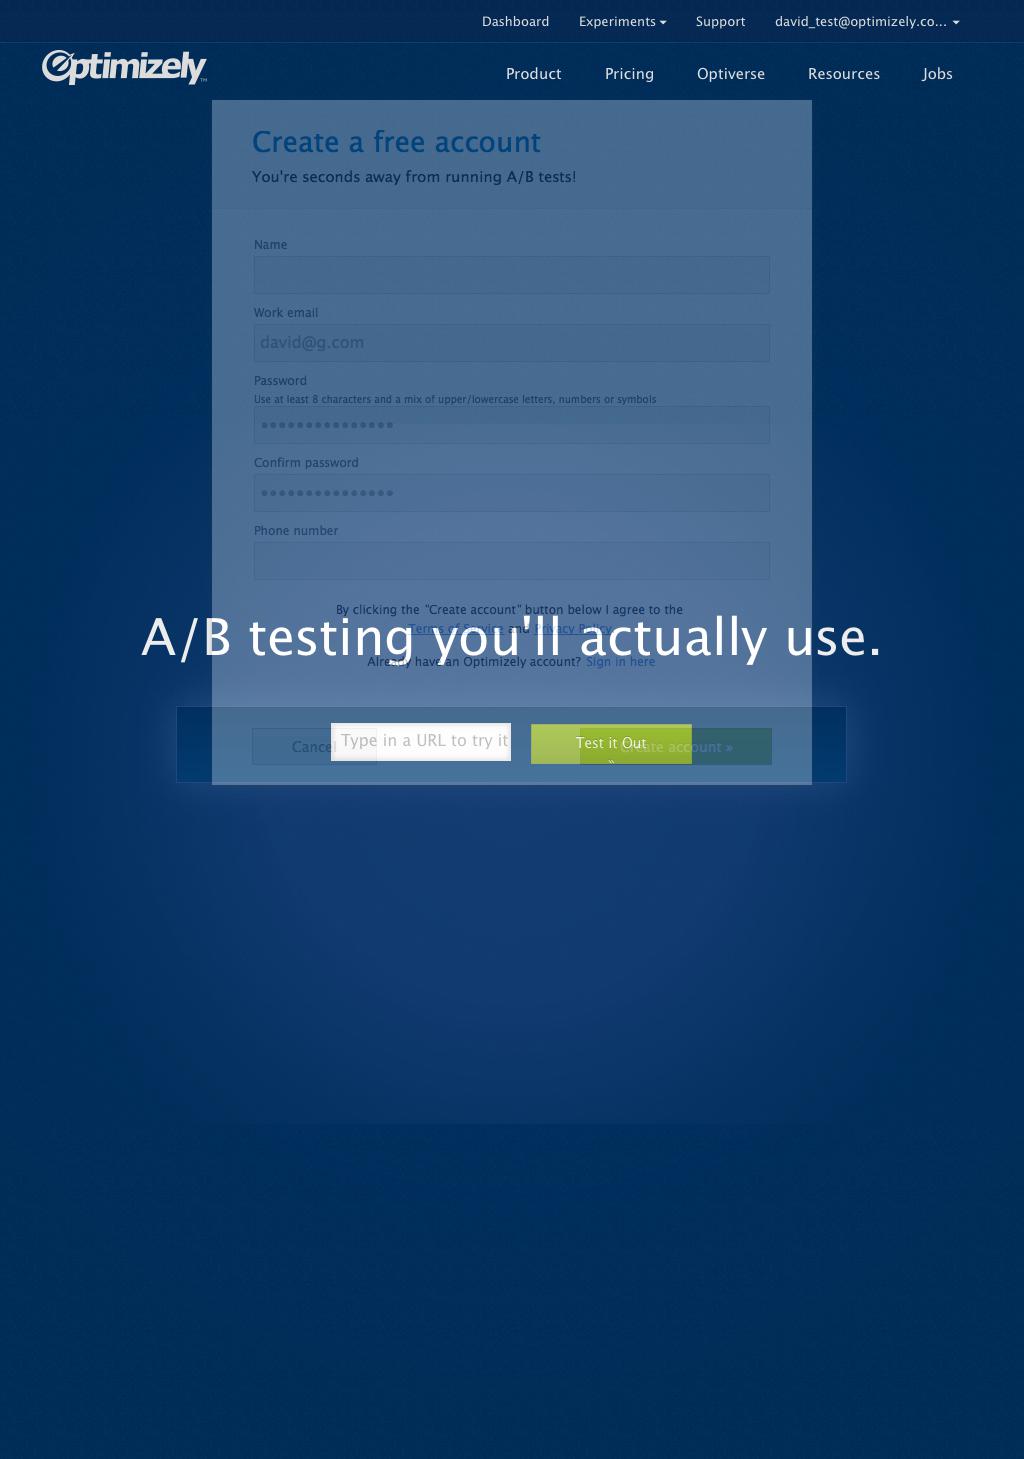 Dashboard Experiments Support david_test@optimizely.co...
Optimizely™ Product Pricing Optiverse Resources Jobs
Create a free account
You're seconds away from running A/B tests!
Name
Work email
david@g.com
Password
Use at least 8 characters and a mix of upper/lowercase letters, numbers or symbols
•••••••••••••••
Confirm password
•••••••••••••••
Phone number
By clicking the "Create account" button below I agree to the
Terms of Service and Privacy Policy.
A/B testing you'll actually use.
Already have an Optimizely account? Sign in here
Cancel Type in a URL to try it Test it Out Create account »
»